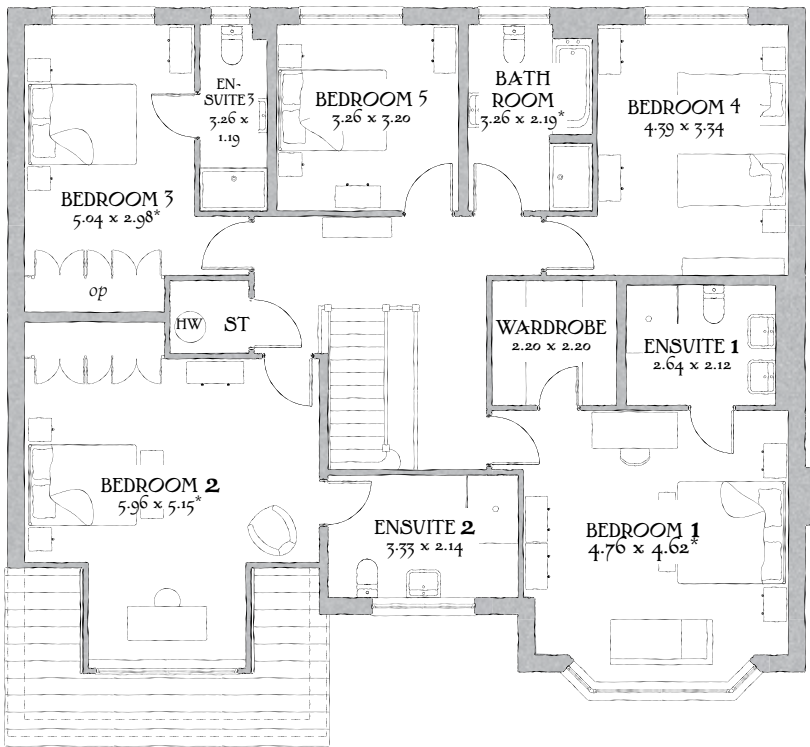 EN-
SUITE 3
3.26 x
1.19
BEDROOM 5
3.26 x 3.20
BATH
ROOM
3.26 x 2.19*
BEDROOM 4
4.39 x 3.34
BEDROOM 3
5.04 x 2.98*
op
HW
ST
WARDROBE
2.20 x 2.20
ENSUITE 1
2.64 x 2.12
BEDROOM 2
5.96 x 5.15*
ENSUITE 2
3.33 x 2.14
BEDROOM 1
4.76 x 4.62*